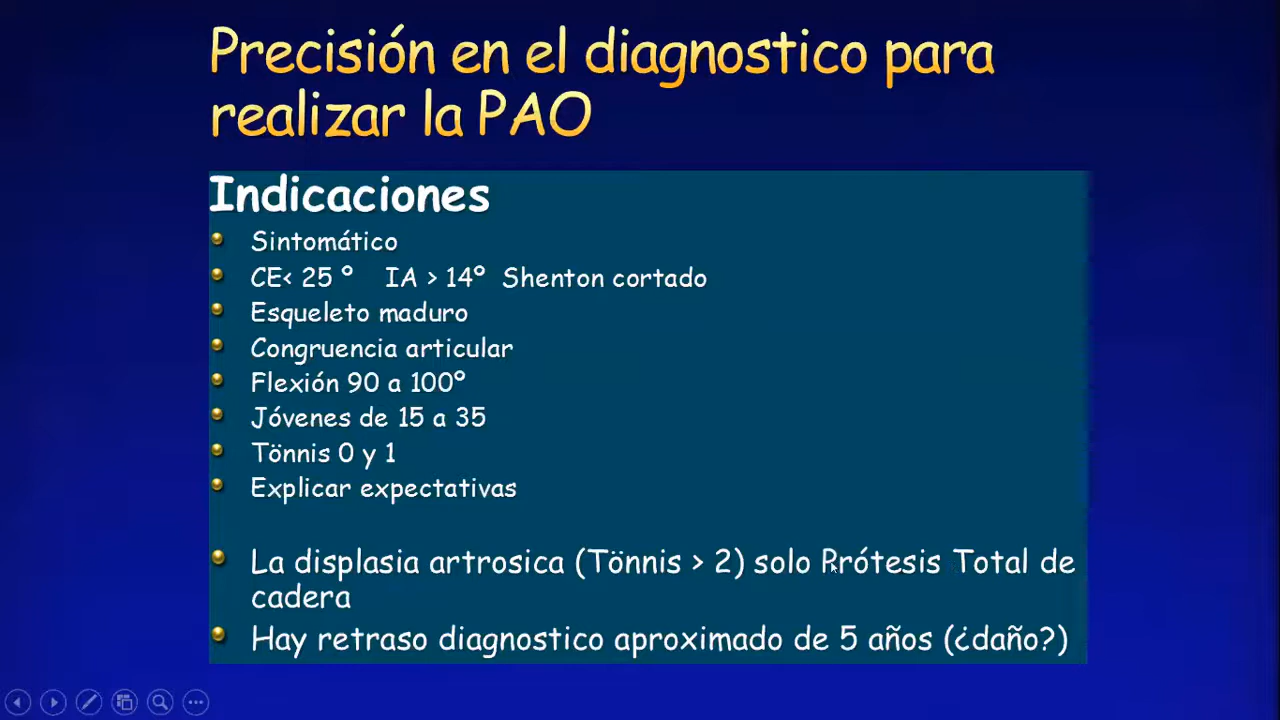 Precisión en el diagnostico para
realizar la PAO
Indicaciones
Sintomático
CE< 25 º IA > 14º Shenton cortado
Esqueleto maduro
Congruencia articular
Flexión 90 a 100º
Jóvenes de 15 a 35
Tönnis 0 y 1
Explicar expectativas
La displasia artrosica (Tönnis > 2) solo Prótesis Total de
cadera
Hay retraso diagnostico aproximado de 5 años (¿daño?)